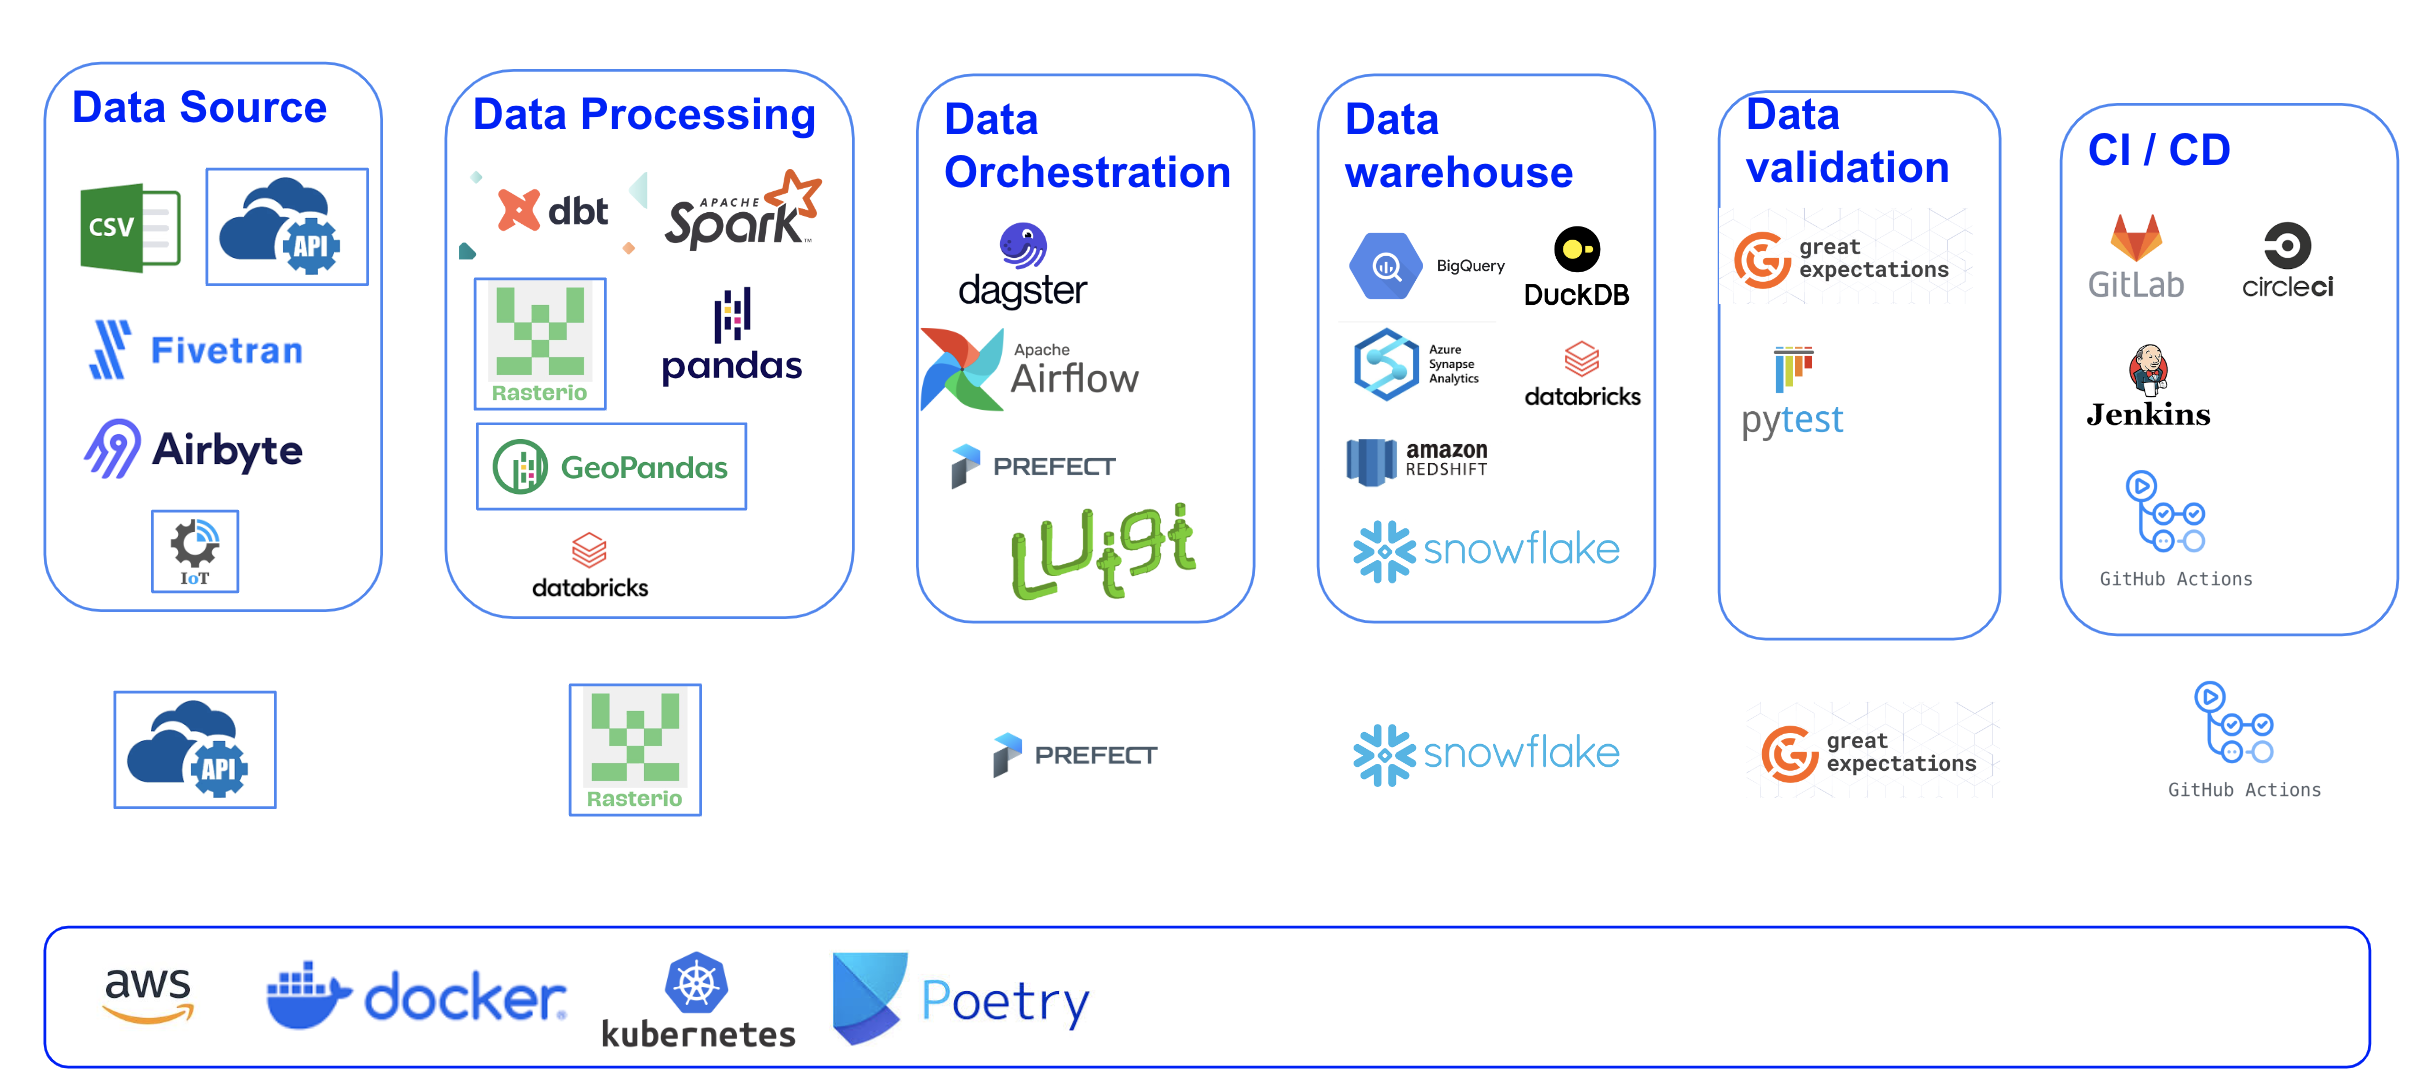 Data Source
CSV
API
Fivetran
Airbyte
IoT
Data Processing
dbt
APACHE
Spark™
Rasterio
pandas
GeoPandas
databricks
Data
Orchestration
dagster
Apache
Airflow
PREFECT
Luigi
Data
warehouse
BigQuery
DuckDB
Azure
Synapse
Analytics
databricks
amazon
REDSHIFT
snowflake
Data
validation
great
expectations
pytest
CI / CD
GitLab
circleci
Jenkins
GitHub Actions
API
Rasterio
PREFECT
snowflake
great
expectations
GitHub Actions
aws
docker®
kubernetes
Poetry